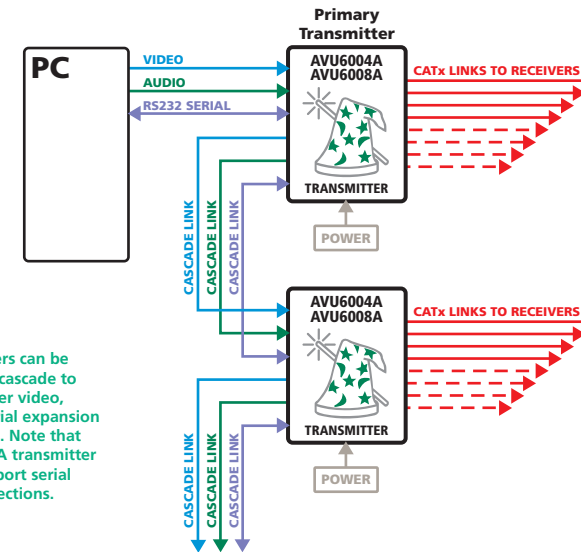 Primary
Transmitter
PC
VIDEO
AUDIO
RS232 SERIAL
AVU6004A
AVU6008A
TRANSMITTER
CATx LINKS TO RECEIVERS
POWER
CASCADE LINK
CASCADE LINK
CASCADE LINK
AVU6004A
AVU6008A
TRANSMITTER
CATx LINKS TO RECEIVERS
POWER
ers can be
cascade to
er video,
ial expansion
. Note that
A transmitter
port serial
ections.
CASCADE LINK
CASCADE LINK
CASCADE LINK